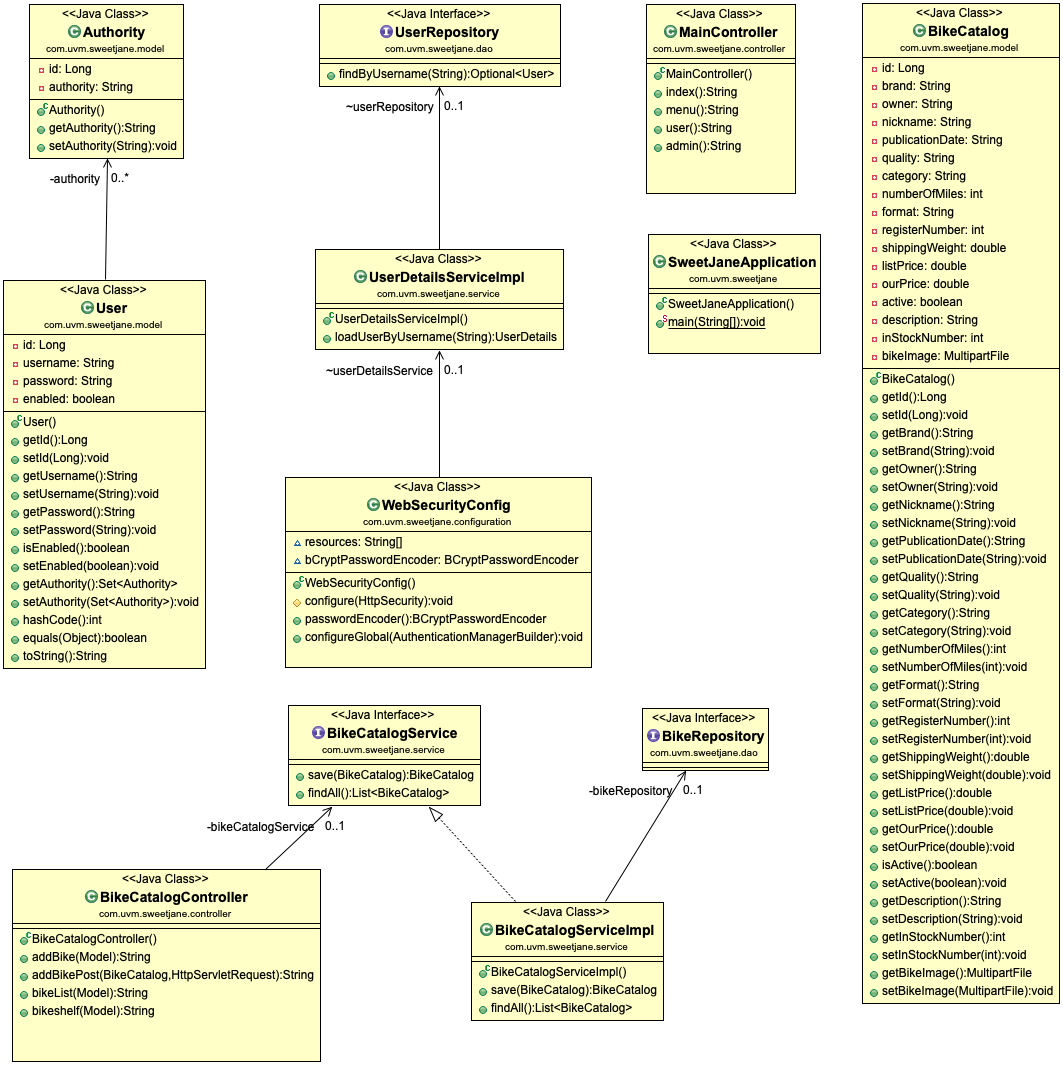 <<Java Class>>
Authority
com.uvm.sweetjane.model
id: Long
authority: String
Authority()
getAuthority():String
setAuthority(String):void
-authority
0..*
<<Java Class>>
User
com.uvm.sweetjane.model
id: Long
username: String
password: String
enabled: boolean
User()
getId():Long
setId(Long):void
getUsername():String
setUsername(String):void
getPassword():String
setPassword(String):void
isEnabled():boolean
setEnabled(boolean):void
getAuthority():Set<Authority>
setAuthority(Set<Authority>):void
hashCode():int
equals(Object):boolean
toString():String
<<Java Interface>>
UserRepository
com.uvm.sweetjane.dao
findByUsername(String):Optional<User>
~userRepository
0..1
<<Java Class>>
UserDetailsServiceImpl
com.uvm.sweetjane.service
UserDetailsServiceImpl()
loadUserByUsername(String):UserDetails
~userDetailsService
0..1
<<Java Class>>
WebSecurityConfig
com.uvm.sweetjane.configuration
resources: String[]
bCryptPasswordEncoder: BCryptPasswordEncoder
WebSecurityConfig()
configure(HttpSecurity):void
passwordEncoder():BCryptPasswordEncoder
configureGlobal(AuthenticationManagerBuilder):void
<<Java Class>>
MainController
com.uvm.sweetjane.controller
MainController()
index():String
menu():String
user():String
admin():String
<<Java Class>>
SweetJaneApplication
com.uvm.sweetjane
SweetJaneApplication()
main(String[]):void
<<Java Class>>
BikeCatalog
com.uvm.sweetjane.model
id: Long
brand: String
owner: String
nickname: String
publicationDate: String
quality: String
category: String
numberOfMiles: int
format: String
registerNumber: int
shippingWeight: double
listPrice: double
ourPrice: double
active: boolean
description: String
inStockNumber: int
bikeImage: MultipartFile
BikeCatalog()
getId():Long
setId(Long):void
getBrand():String
setBrand(String):void
getOwner():String
setOwner(String):void
getNickname():String
setNickname(String):void
getPublicationDate():String
setPublicationDate(String):void
getQuality():String
setQuality(String):void
getCategory():String
setCategory(String):void
getNumberOfMiles():int
setNumberOfMiles(int):void
getFormat():String
setFormat(String):void
getRegisterNumber():int
setRegisterNumber(int):void
getShippingWeight():double
setShippingWeight(double):void
getListPrice():double
setListPrice(double):void
getOurPrice():double
setOurPrice(double):void
isActive():boolean
setActive(boolean):void
getDescription():String
setDescription(String):void
getInStockNumber():int
setInStockNumber(int):void
getBikeImage():MultipartFile
setBikeImage(MultipartFile):void
<<Java Interface>>
BikeCatalogService
com.uvm.sweetjane.service
save(BikeCatalog):BikeCatalog
findAll():List<BikeCatalog>
-bikeCatalogService
0..1
<<Java Interface>>
BikeRepository
com.uvm.sweetjane.dao
-bikeRepository
0..1
<<Java Class>>
BikeCatalogController
com.uvm.sweetjane.controller
BikeCatalogController()
addBike(Model):String
addBikePost(BikeCatalog,HttpServletRequest):String
bikeList(Model):String
bikeshelf(Model):String
<<Java Class>>
BikeCatalogServiceImpl
com.uvm.sweetjane.service
BikeCatalogServiceImpl()
save(BikeCatalog):BikeCatalog
findAll():List<BikeCatalog>